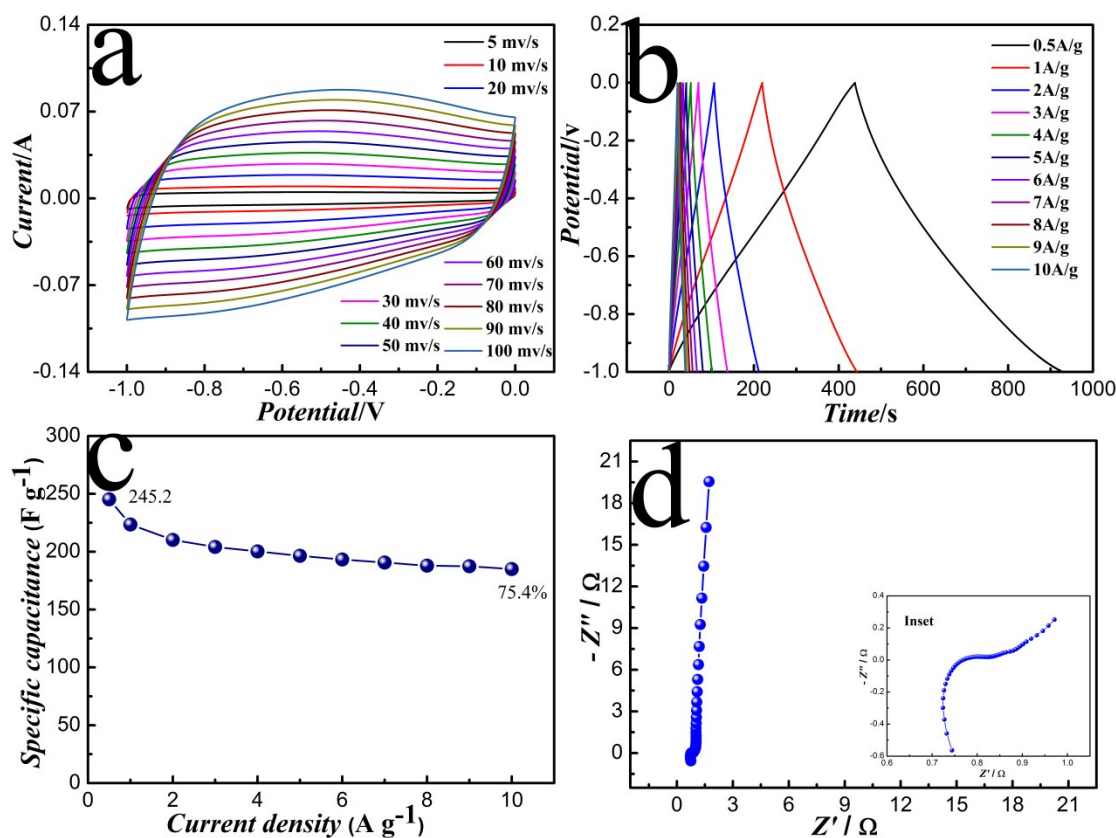 a
0.14
0.07
0.00
-0.07
-0.14
Current/A
5 mv/s
10 mv/s
20 mv/s
30 mv/s
40 mv/s
50 mv/s
60 mv/s
70 mv/s
80 mv/s
90 mv/s
100 mv/s
-1.0 -0.8 -0.6 -0.4 -0.2 0.0
Potential/V
b
0.2
0.0
-0.2
-0.4
-0.6
-0.8
-1.0
Potential/v
0.5A/g
1A/g
2A/g
3A/g
4A/g
5A/g
6A/g
7A/g
8A/g
9A/g
10A/g
0 200 400 600 800 1000
Time/s
c
300
250
200
150
100
50
0
Specific capacitance (F g-1)
245.2
75.4%
0 2 4 6 8 10
Current density (A g-1)
d
21
18
15
12
9
6
3
0
- Z'' / Ω
Inset
0.4
0.2
0.0
-0.2
-0.4
-0.6
- Z'' / Ω
0.6 0.7 0.8 0.9 1.0
Z' / Ω
0 3 6 9 12 15 18 21
Z' / Ω